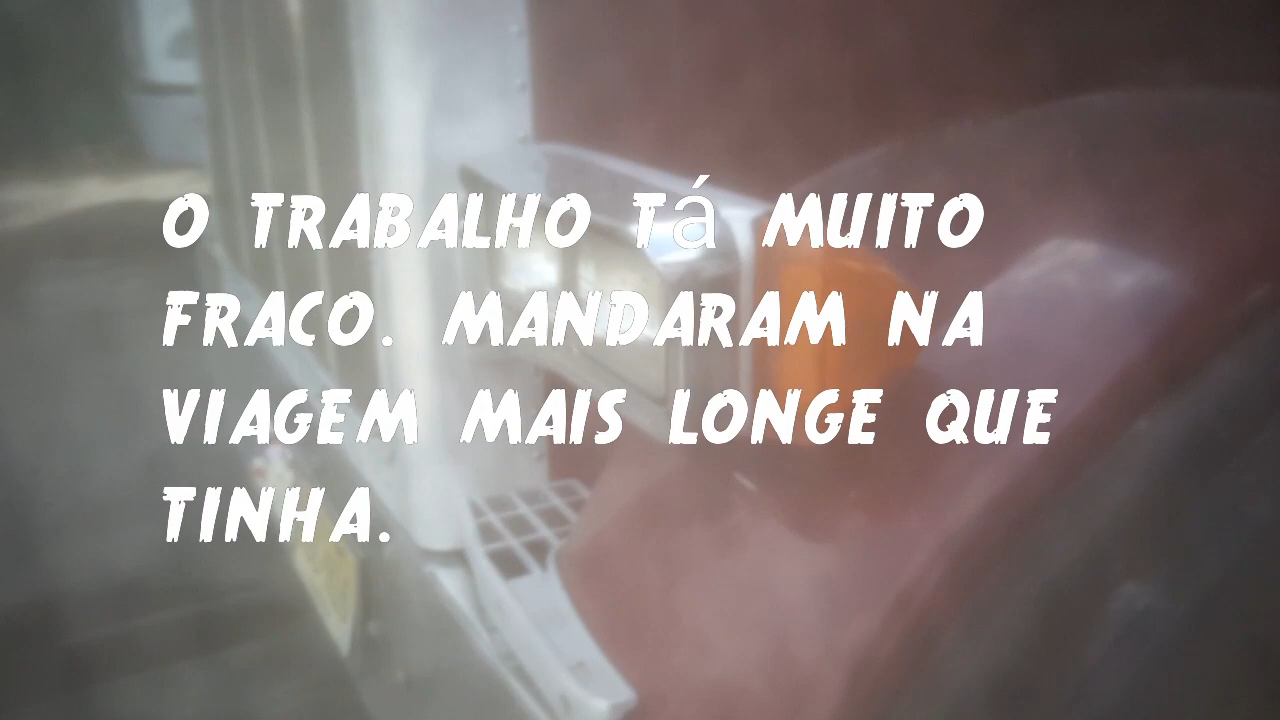 O TRABALHO Tá MUITO
FRACO. MANDARAM NA
VIAGEM MAIS LONGE QUE
TINHA.